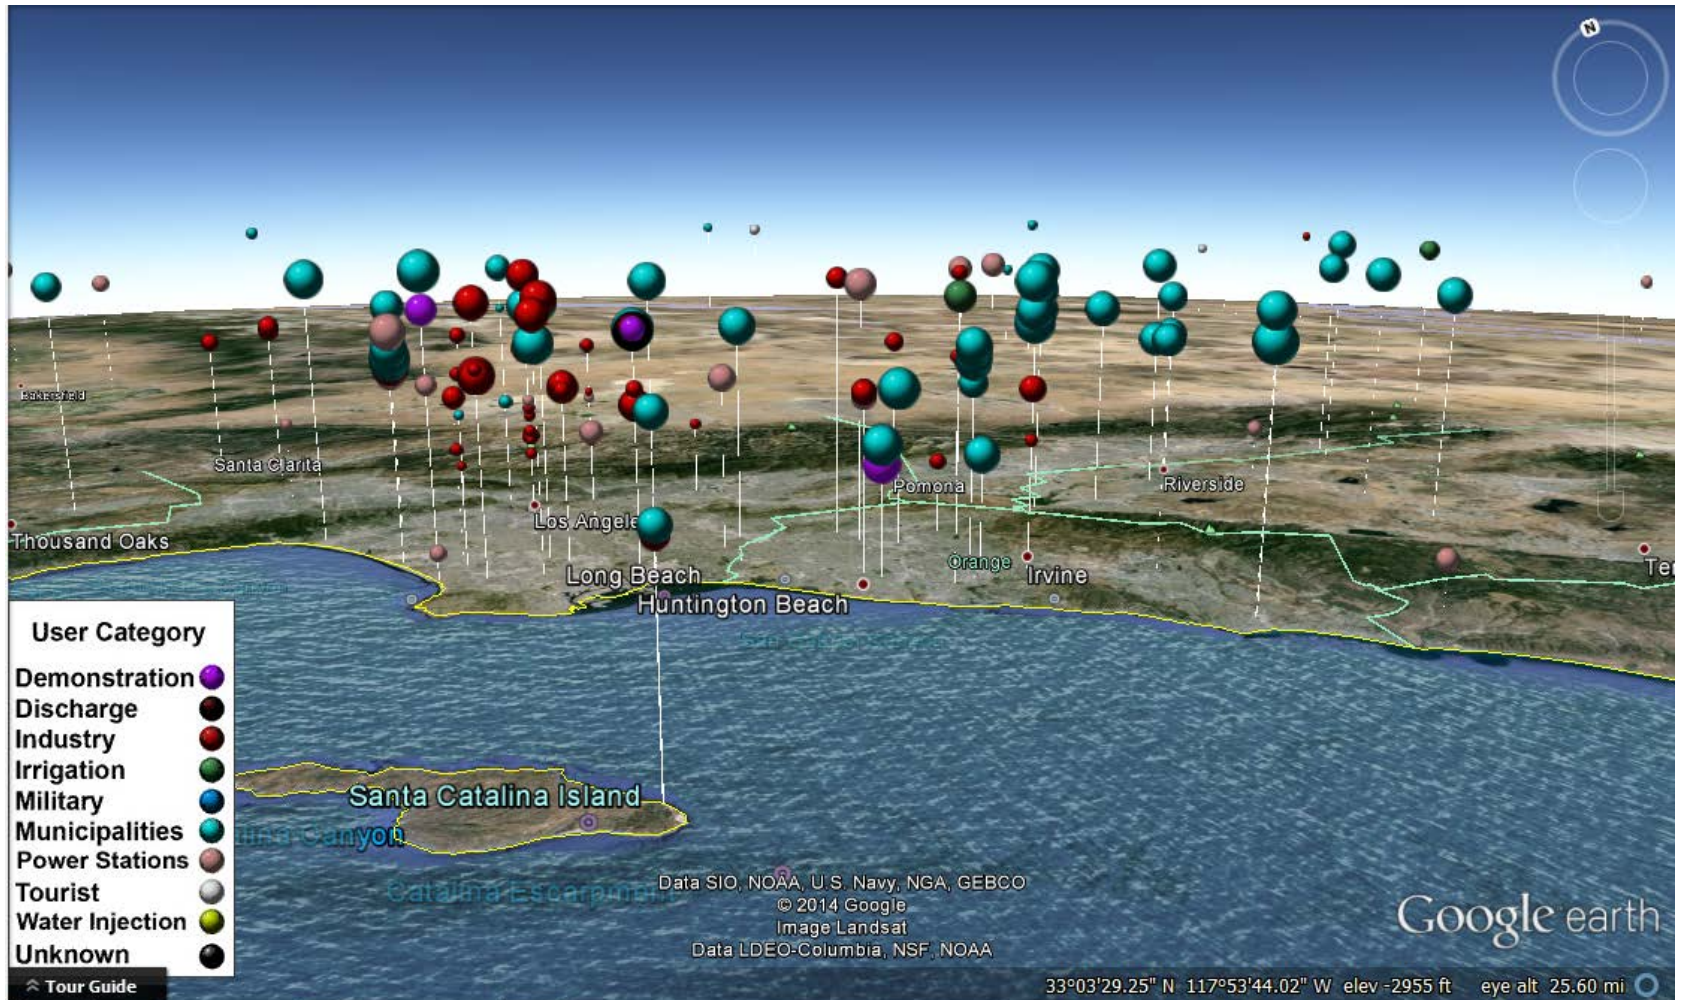 N
Bakersfield
Santa Clarita
Pomona
Riverside
Los Angele
Thousand Oaks
Orange
Irvine
Long Beach
Huntington Beach
User Category
Demonstration
Discharge
Industry
Irrigation
Military
Municipalities
Power Stations
Tourist
Water Injection
Unknown
Santa Catalina Island
Canyon
Catalina Escarpment
Data SIO, NOAA, U.S. Navy, NGA, GEBCO
© 2014 Google
Image Landsat
Data LDEO-Columbia, NSF, NOAA
Google earth
Tour Guide
33°03'29.25" N 117°53'44.02" W elev -2955 ft eye alt 25.60 mi